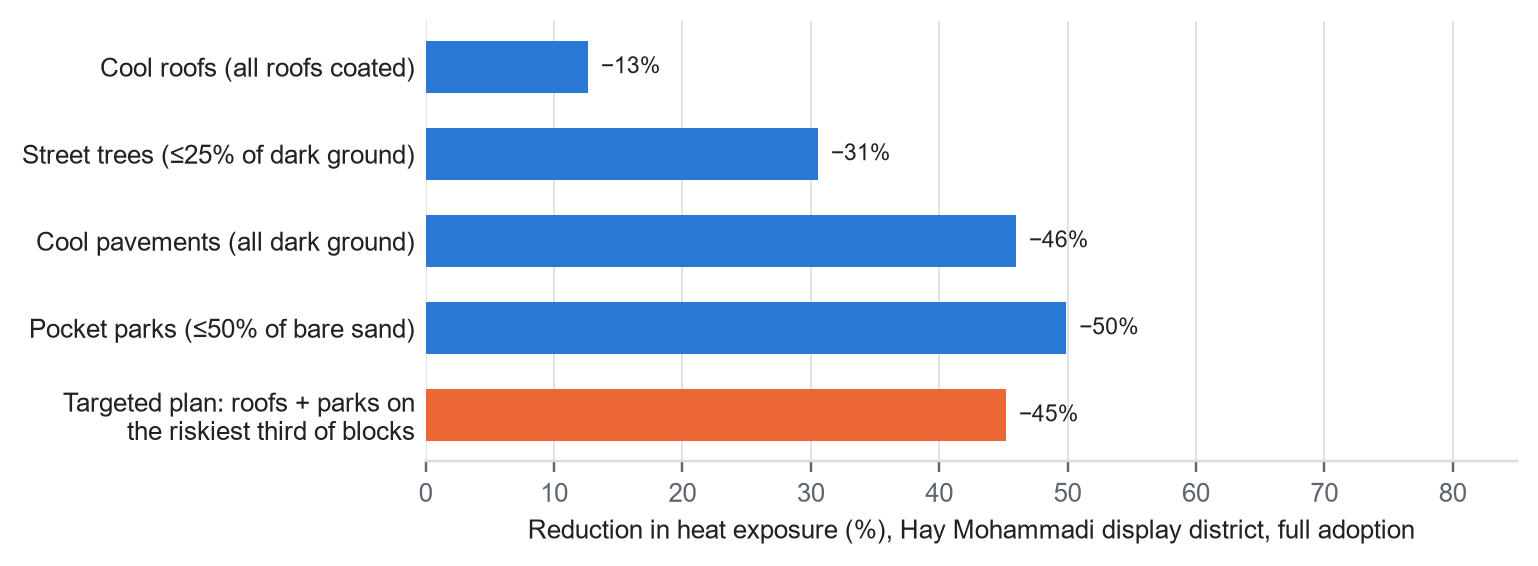 Cool roofs (all roofs coated)
−13%
Street trees (≤25% of dark ground)
−31%
Cool pavements (all dark ground)
−46%
Pocket parks (≤50% of bare sand)
−50%
Targeted plan: roofs + parks on
the riskiest third of blocks
−45%
0 10 20 30 40 50 60 70 80
Reduction in heat exposure (%), Hay Mohammadi display district, full adoption